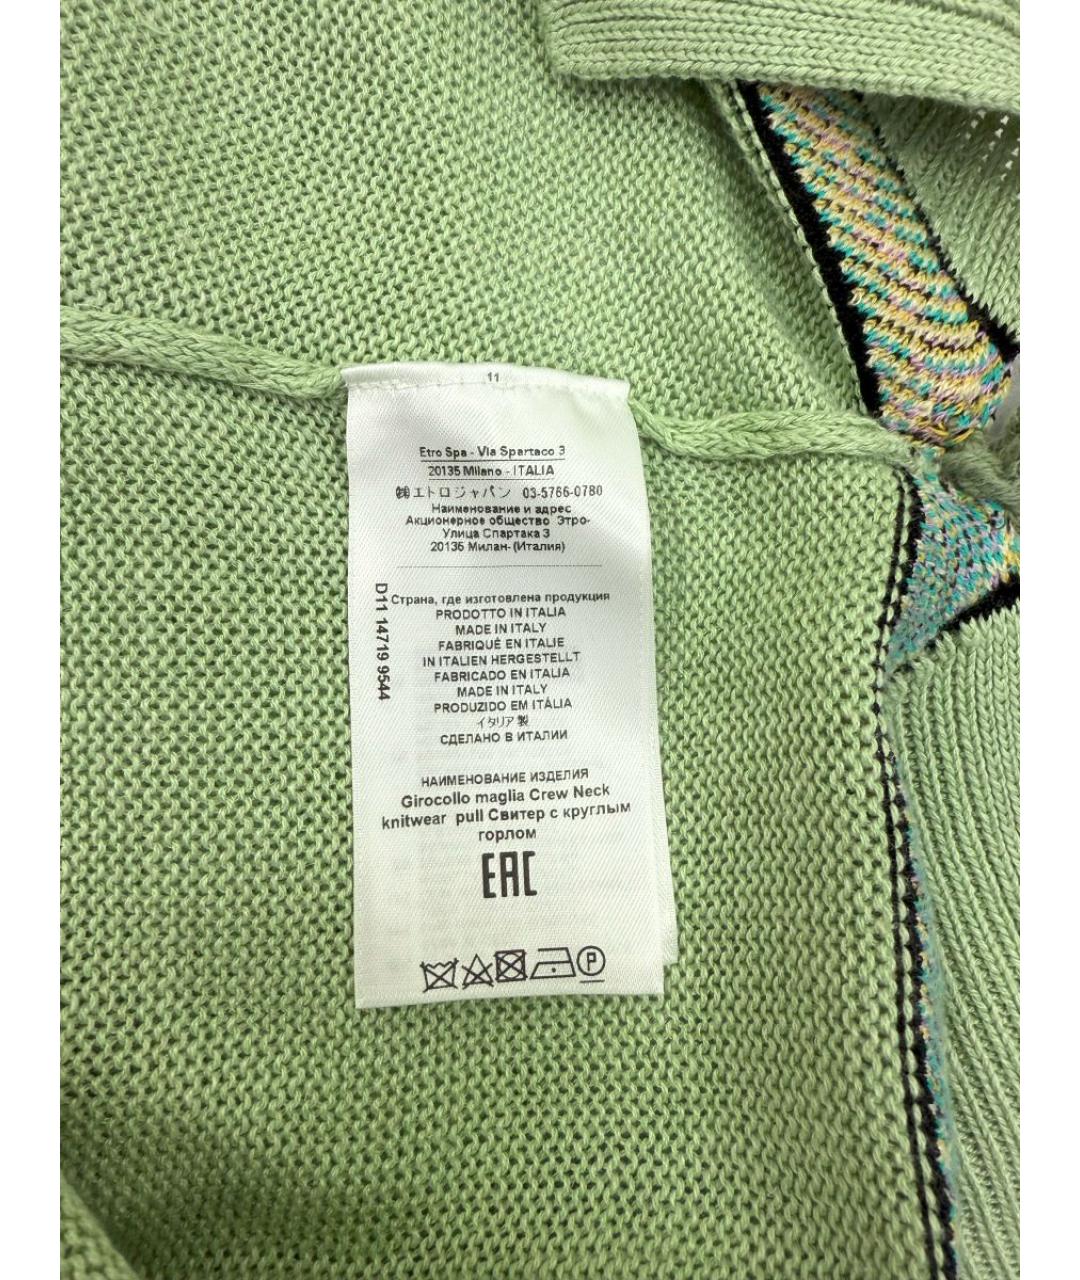 11
Etro Spa - Via Spartaco 3
20135 Milano - ITALIA
㈱エトロジャパン 03-5766-0780
Наименование и адрес
Акционерное общество Этро-
Улица Спартака 3
20136 Милан- (Италия)
D11 14719 9544
Страна, где изготовлена продукция
PRODOTTO IN ITALIA
MADE IN ITALY
FABRIQUÉ EN ITALIE
IN ITALIEN HERGESTELLT
FABRICADO EN ITALIA
MADE IN ITALY
PRODUZIDO EM ITÁLIA
イタリア製
СДЕЛАНО В ИТАЛИИ
НАИМЕНОВАНИЕ ИЗДЕЛИЯ
Girocollo maglia Crew Neck
knitwear pull Свитер с круглым
горлом
EAC
P